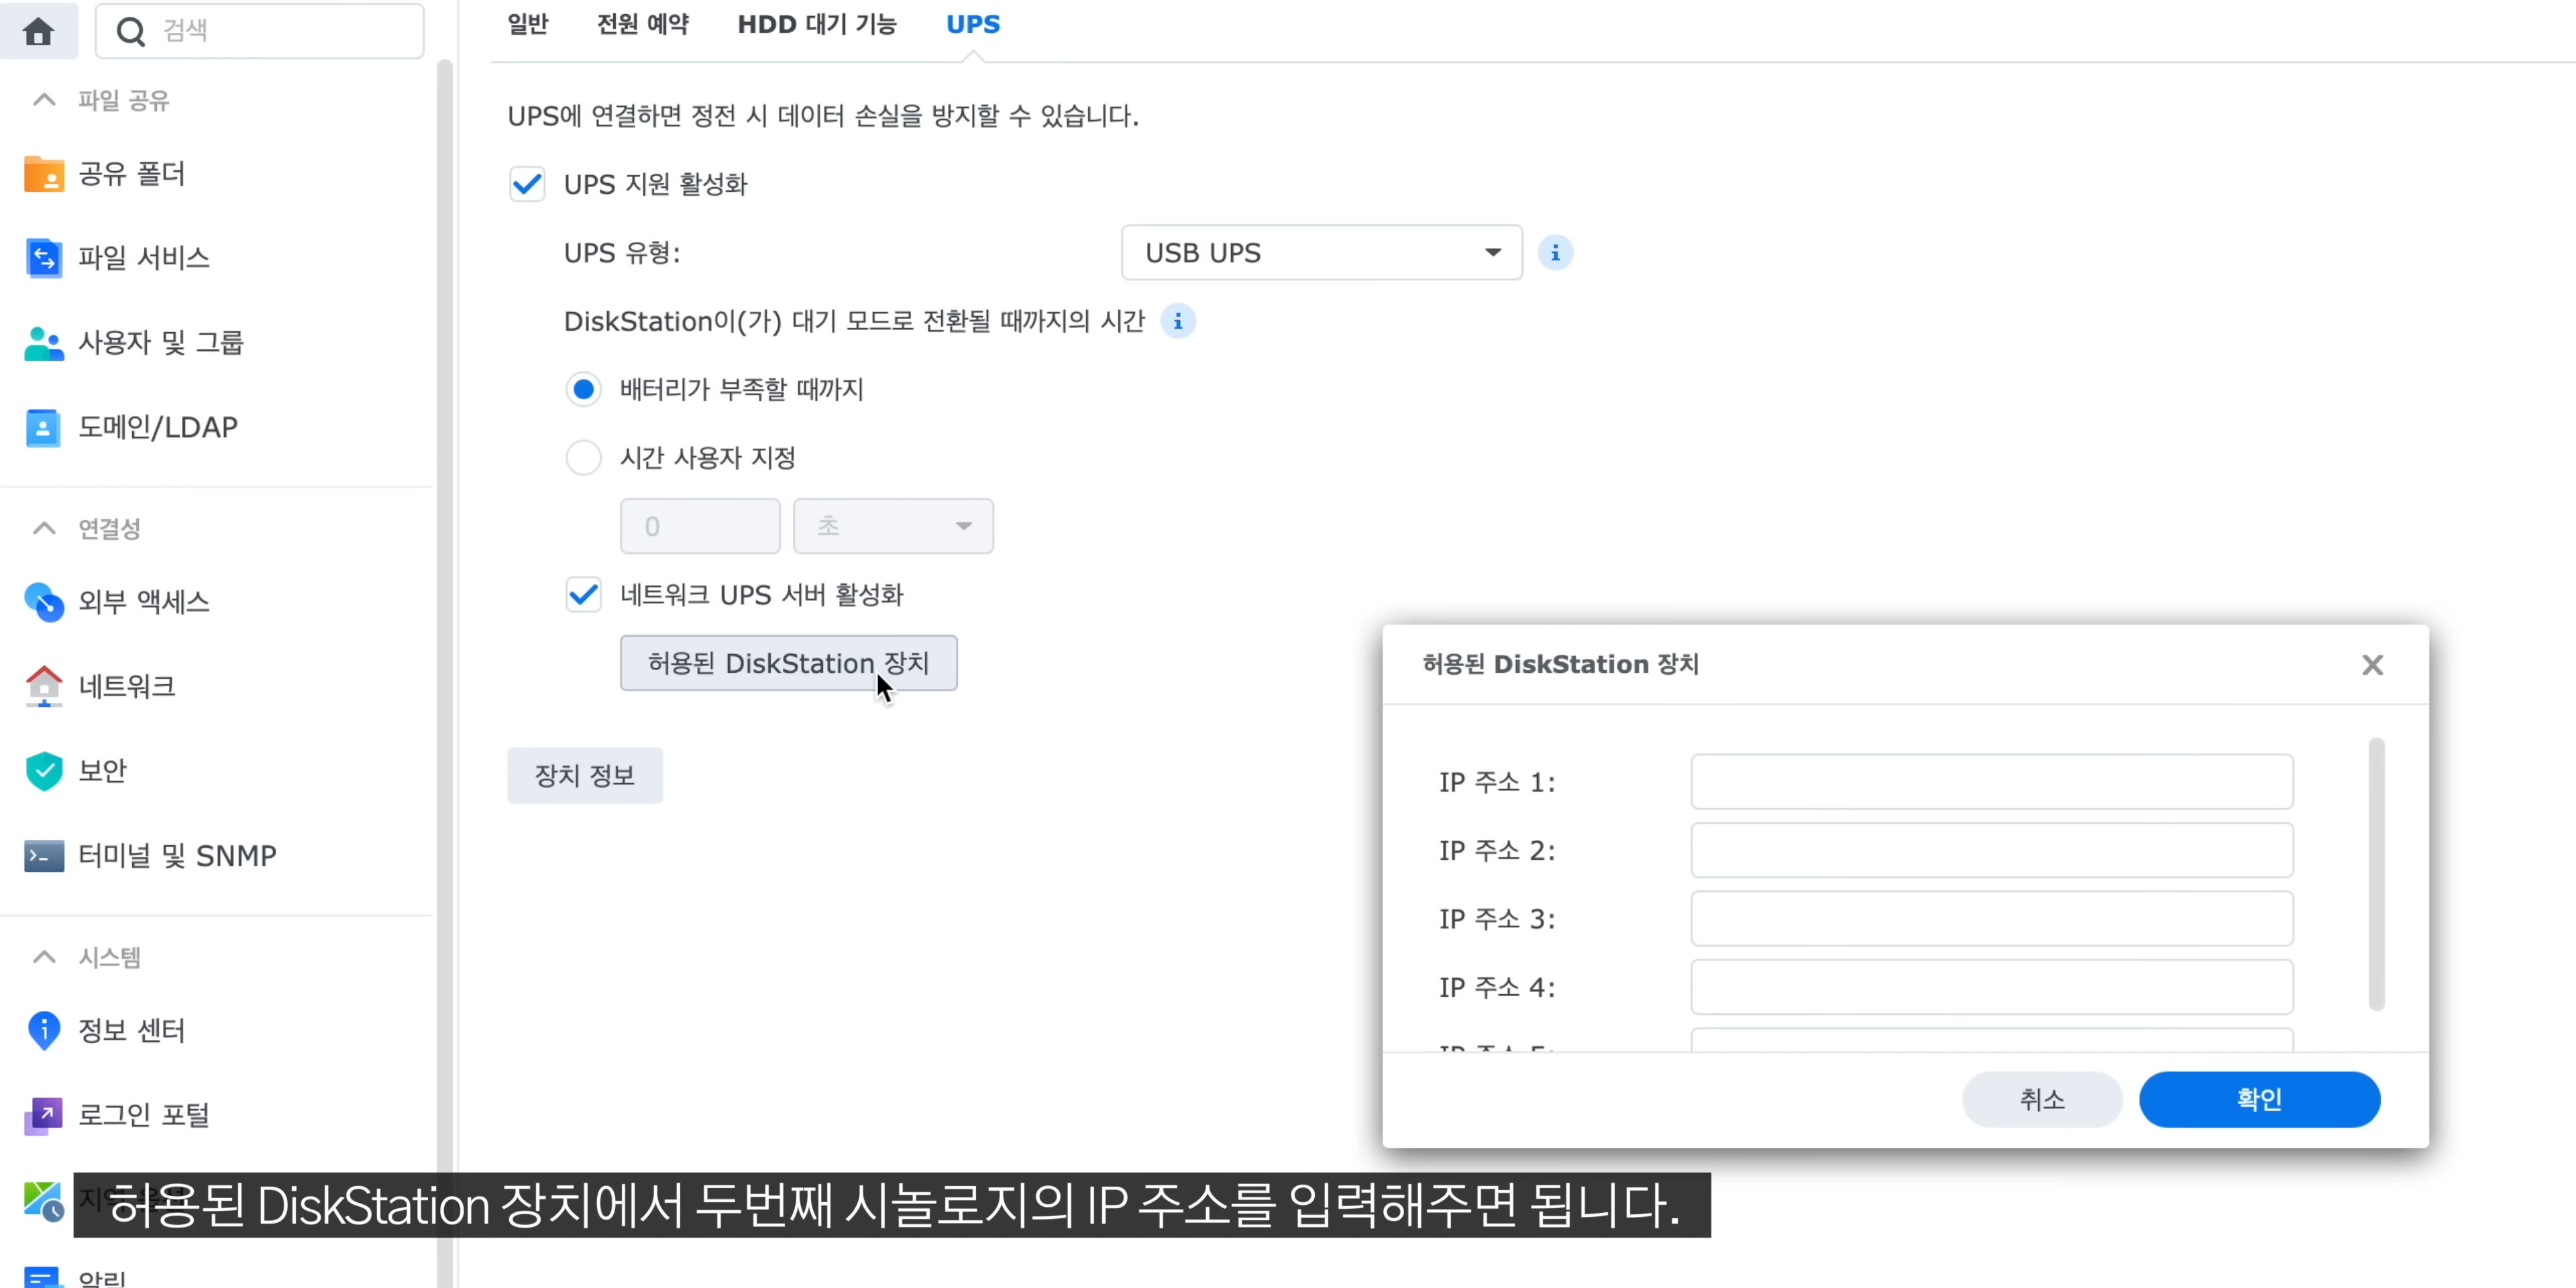 검색
파일 공유
공유 폴더
파일 서비스
사용자 및 그룹
도메인/LDAP
연결성
외부 액세스
네트워크
보안
터미널 및 SNMP
시스템
정보 센터
로그인 포털
알림
일반 전원 예약 HDD 대기 기능 UPS
UPS에 연결하면 정전 시 데이터 손실을 방지할 수 있습니다.
UPS 지원 활성화
UPS 유형: USB UPS
DiskStation이(가) 대기 모드로 전환될 때까지의 시간
배터리가 부족할 때까지
시간 사용자 지정
0 초
네트워크 UPS 서버 활성화
허용된 DiskStation 장치
장치 정보
허용된 DiskStation 장치
IP 주소 1:
IP 주소 2:
IP 주소 3:
IP 주소 4:
IP 주소 5:
취소 확인
허용된 DiskStation 장치에서 두번째 시놀로지의 IP 주소를 입력해주면 됩니다.